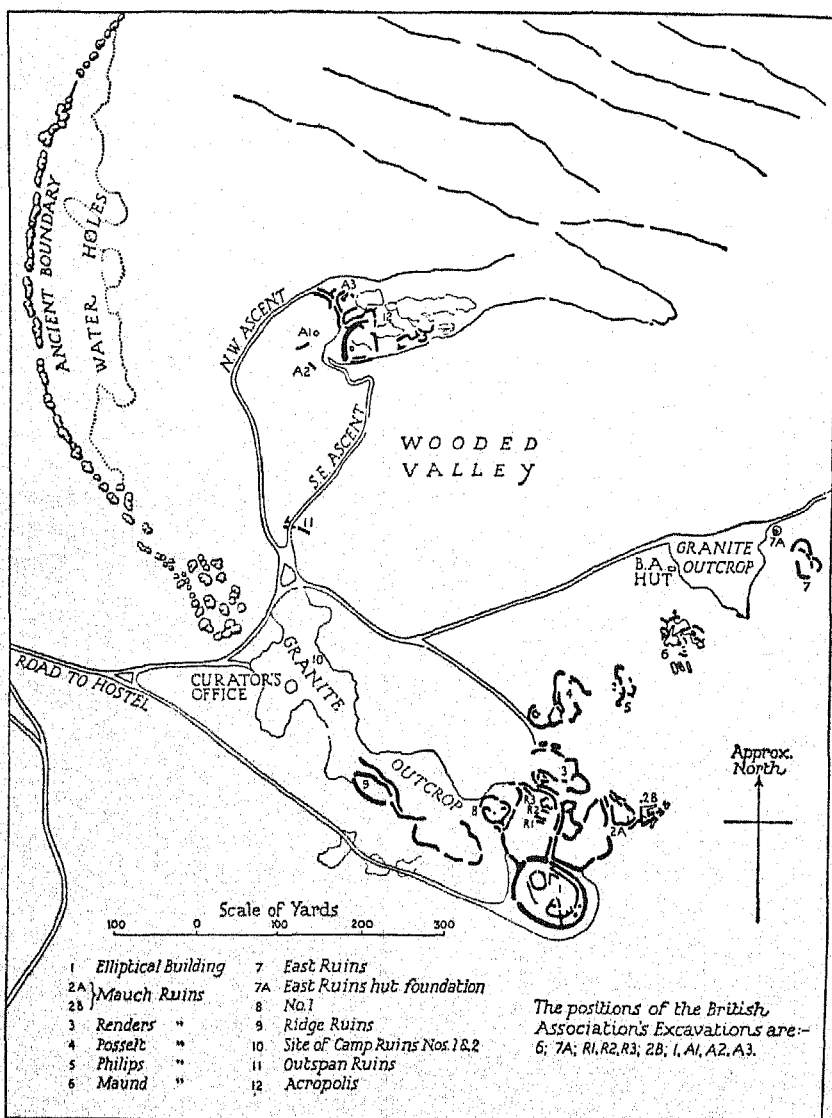 ANCIENT BOUNDARY
WATER HOLES
N.W ASCENT
A3
12
A10
A2
S.E. ASCENT
WOODED
VALLEY
11
7A
GRANITE
OUTCROP
B.A.
HUT
7
6
5
4
6
ROAD TO HOSTEL
CURATOR'S
OFFICE
10
GRANITE
OUTCROP
9
8
3
R3
R2
R1
2A
2B
1
Approx.
North
Scale of Yards
100 0 100 200 300
1 Elliptical Building
2A } Mauch Ruins
2B
3 Renders "
4 Posselt "
5 Philips "
6 Maund "
7 East Ruins
7A East Ruins hut foundation
8 No.1
9 Ridge Ruins
10 Site of Camp Ruins Nos. 1 & 2
11 Outspan Ruins
12 Acropolis
The positions of the British
Association's Excavations are:-
6; 7A; R1, R2, R3; 2B; 1, A1, A2, A3.